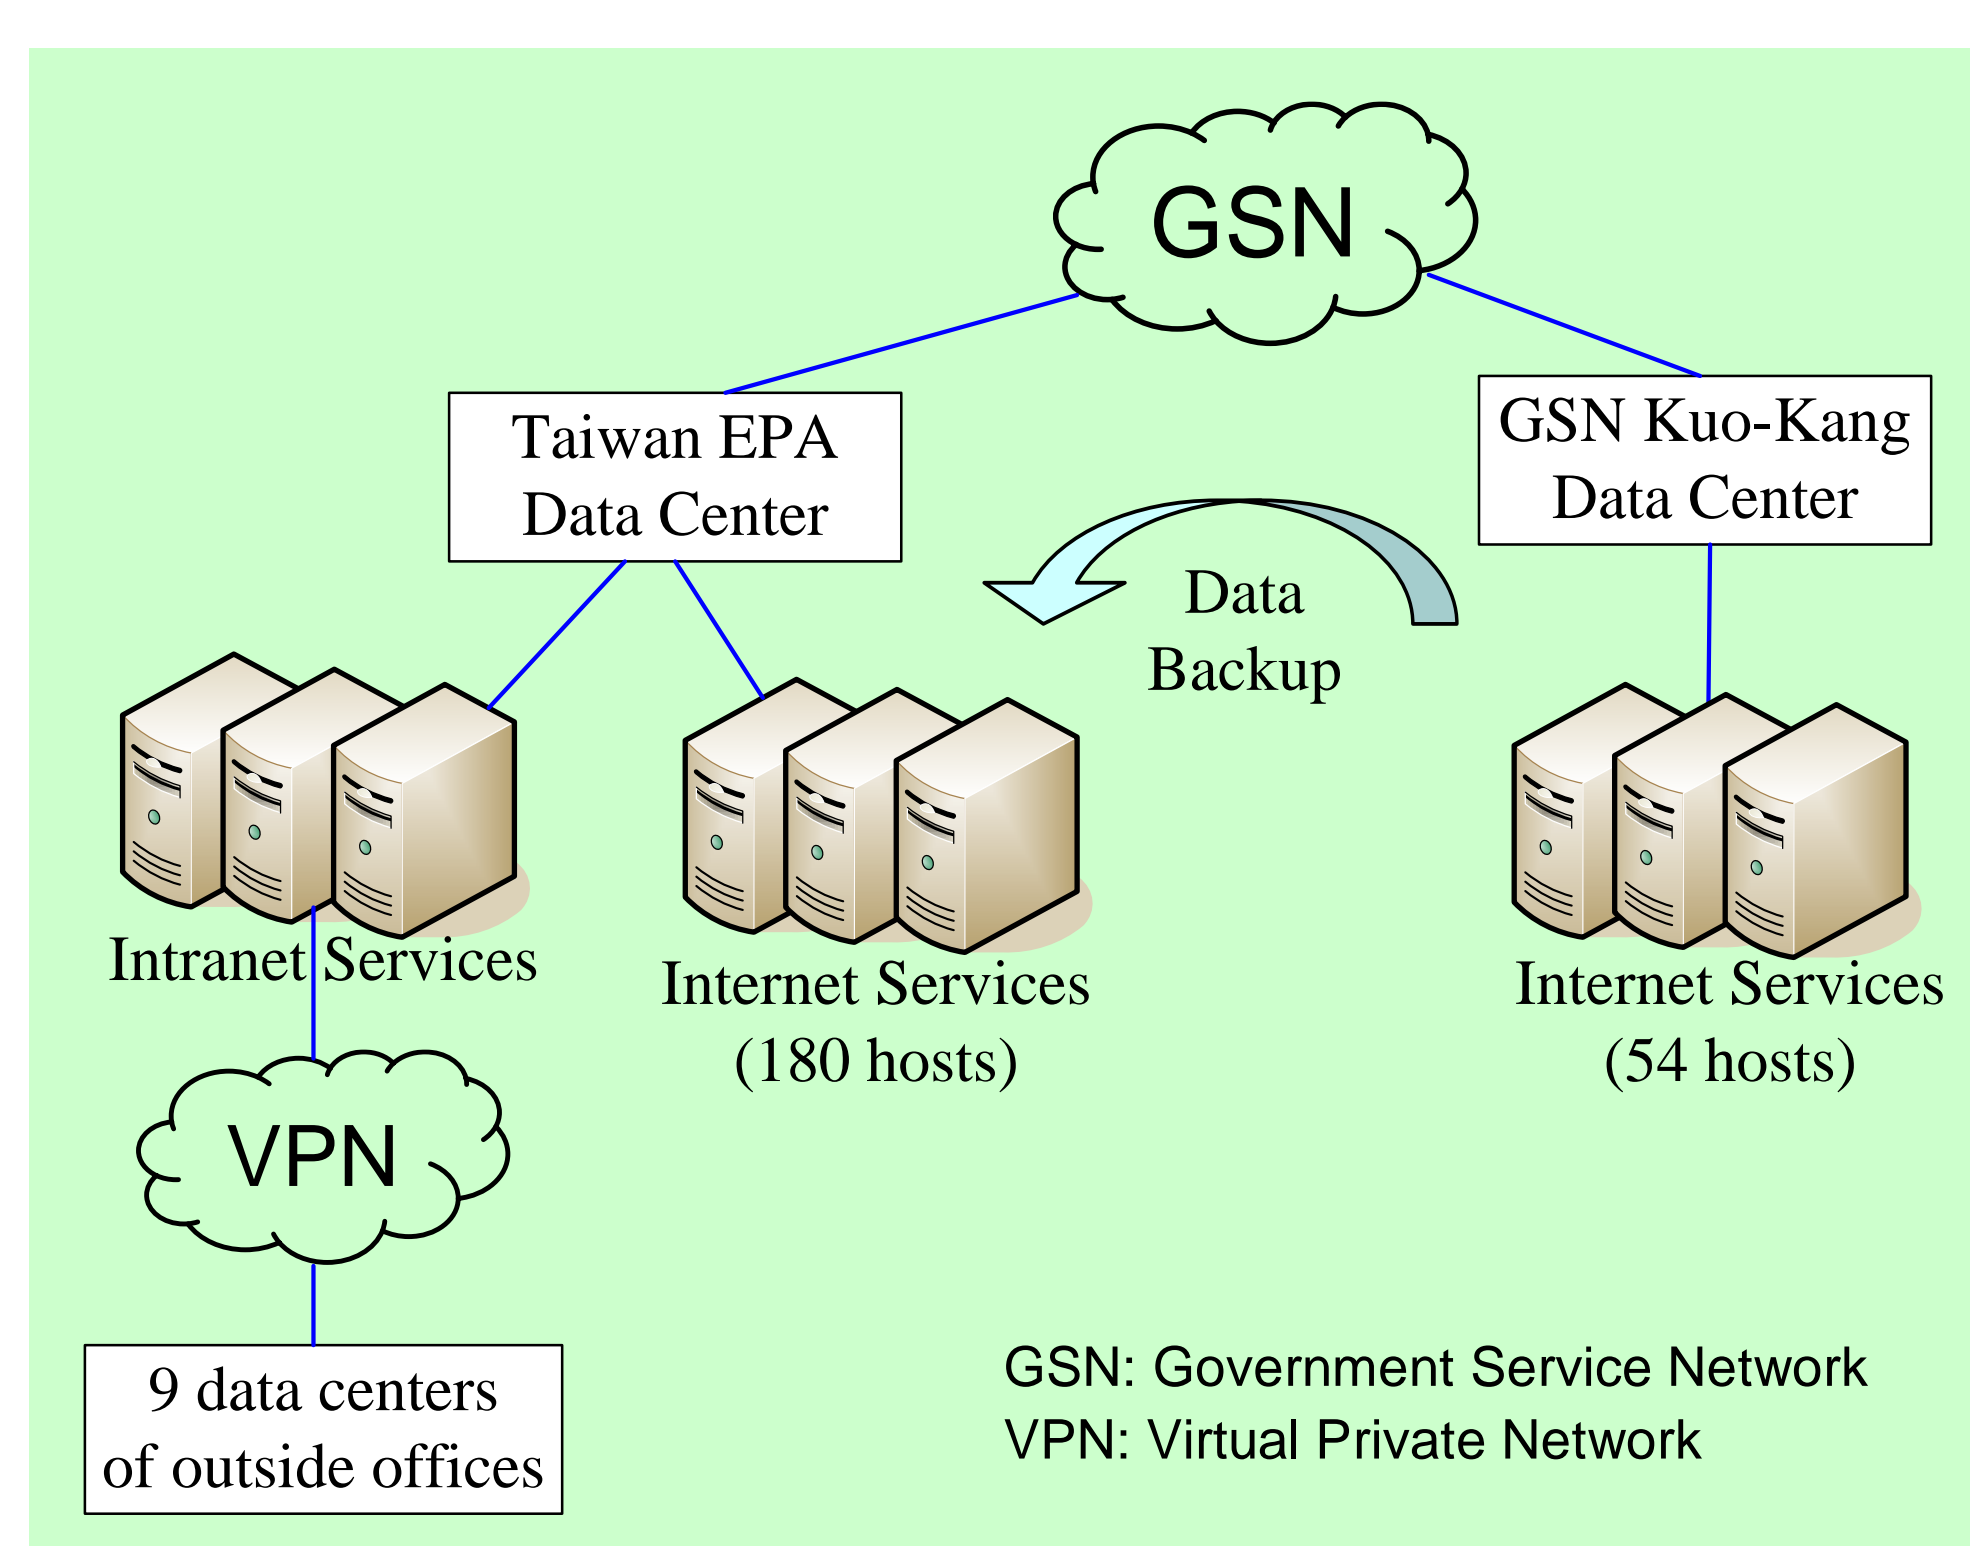 GSN
Taiwan EPA
Data Center
GSN Kuo-Kang
Data Center
Data
Backup
Intranet Services
Internet Services
(180 hosts)
Internet Services
(54 hosts)
VPN
9 data centers
of outside offices
GSN: Government Service Network
VPN: Virtual Private Network